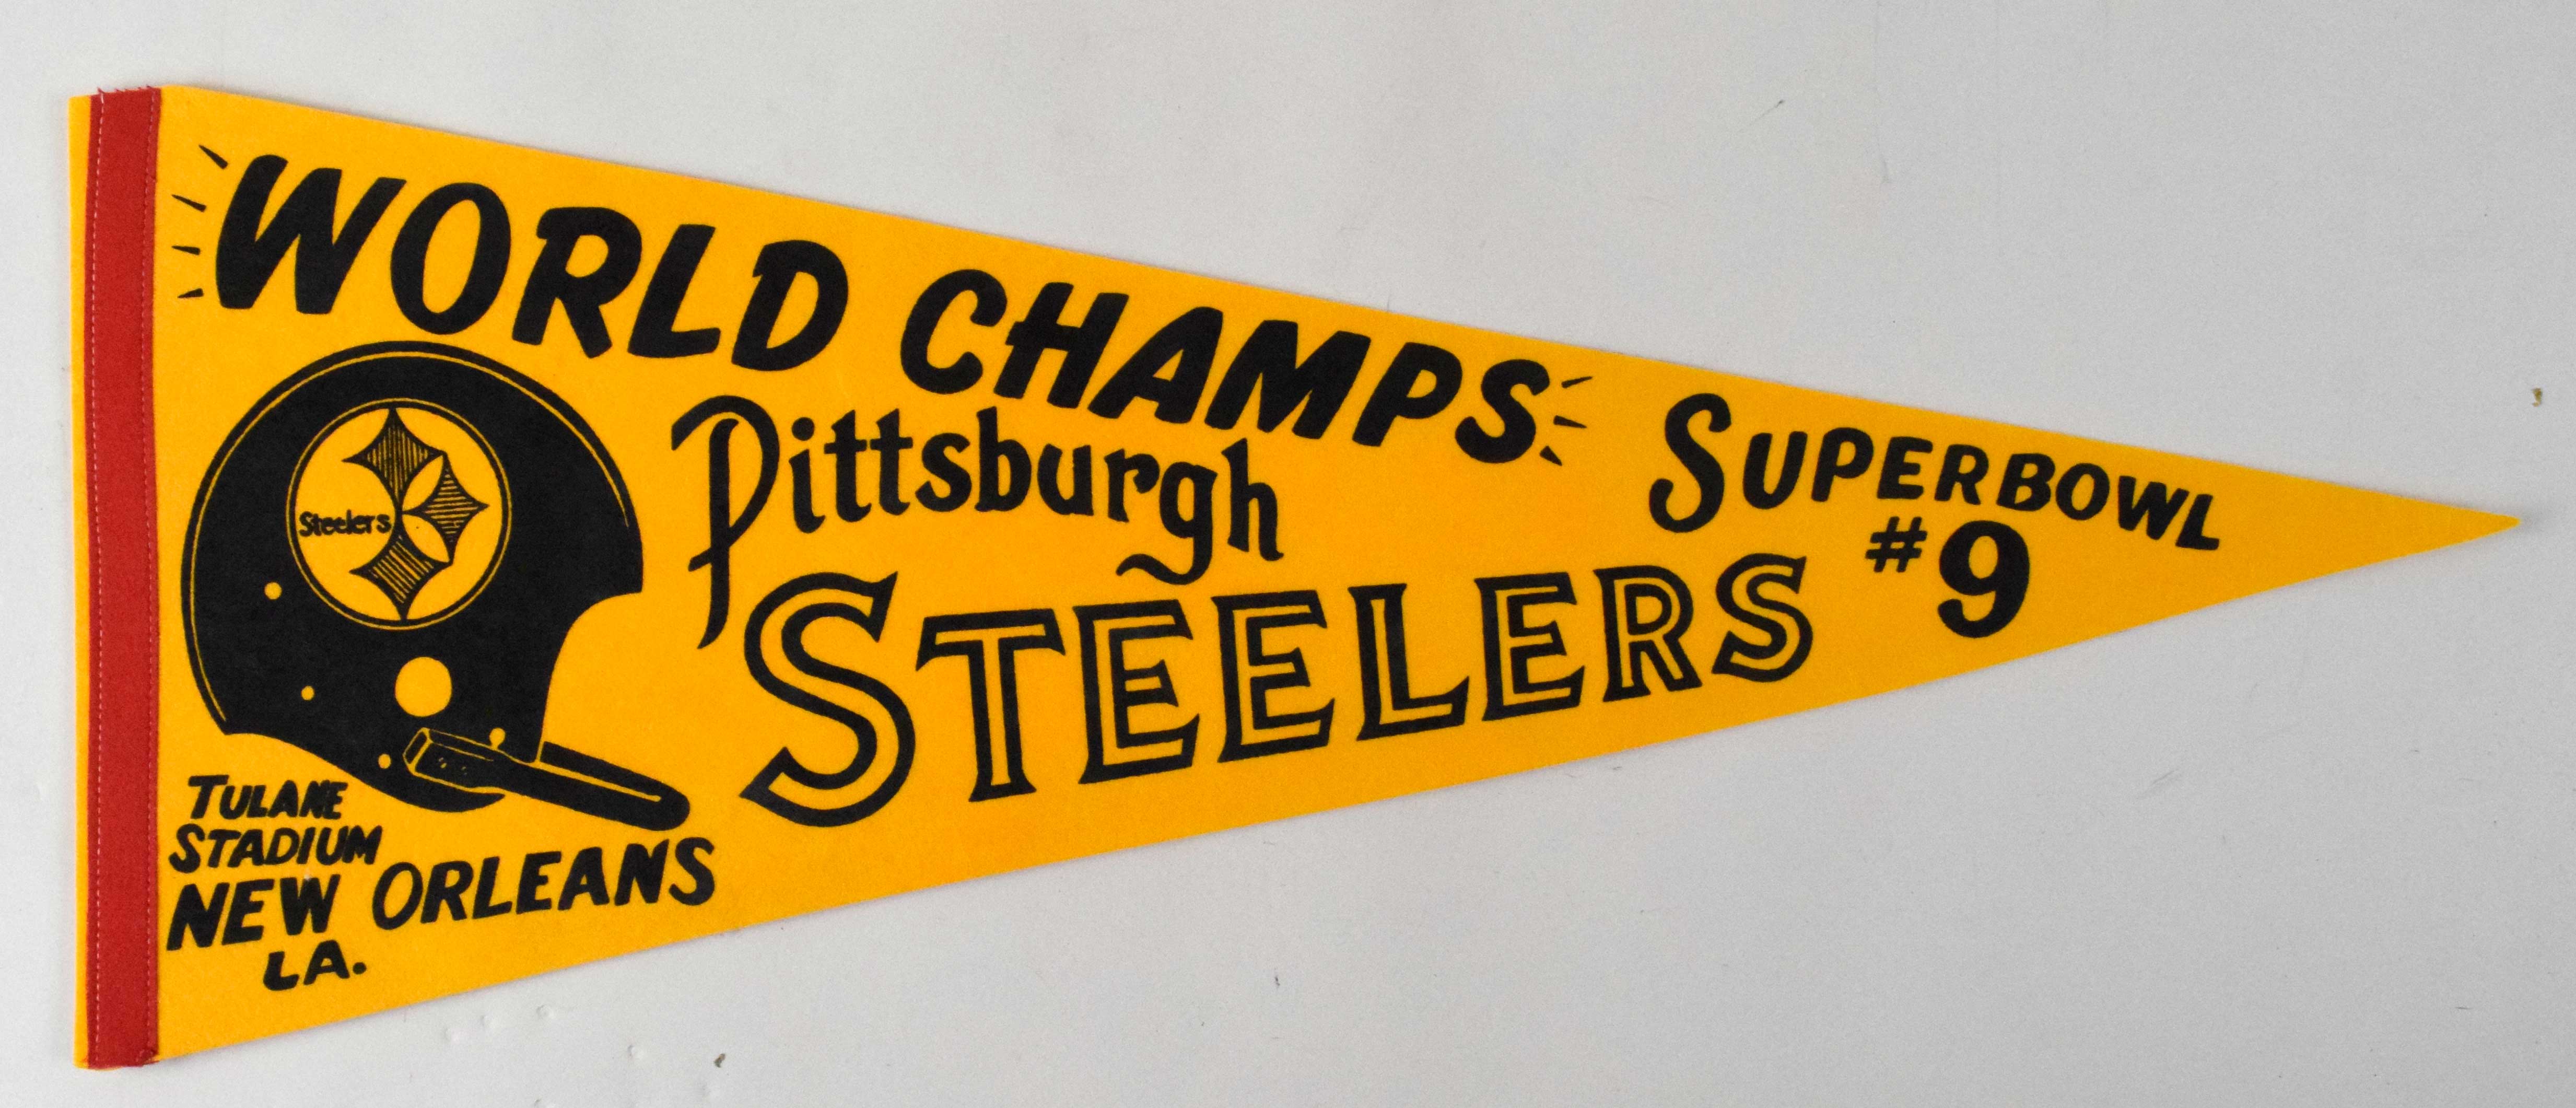 WORLD CHAMPS
Pittsburgh
STEELERS
SUPERBOWL
#9
Steelers
TULANE
STADIUM
NEW ORLEANS
LA.